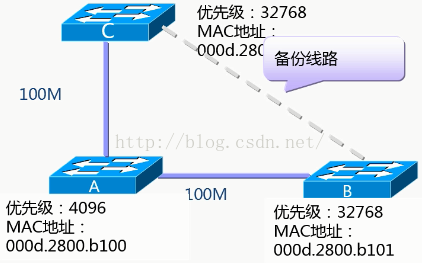 C
优先级：32768
MAC地址：
000d.280
备份线路
100M
http://blog.csdn.net/
A
100M
B
优先级：4096
MAC地址：
000d.2800.b100
优先级：32768
MAC地址：
000d.2800.b101